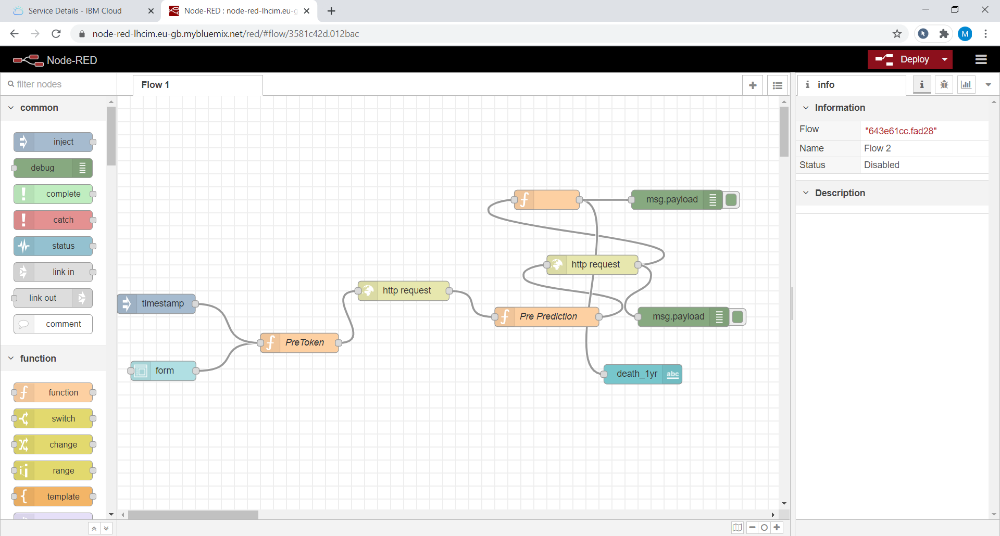 Service Details - IBM Cloud
Node-RED : node-red-lhcim.eu-g
node-red-lhcim.eu-gb.mybluemix.net/red/#flow/3581c42d.012bac
M
Node-RED
Deploy
filter nodes
Flow 1
i info
i
common
inject
debug
complete
catch
status
link in
link out
comment
function
function
switch
change
range
template
timestamp
form
PreToken
http request
Pre Prediction
http request
msg.payload
msg.payload
death_1yr
abc
Information
Flow "643e61cc.fad28"
Name Flow 2
Status Disabled
Description